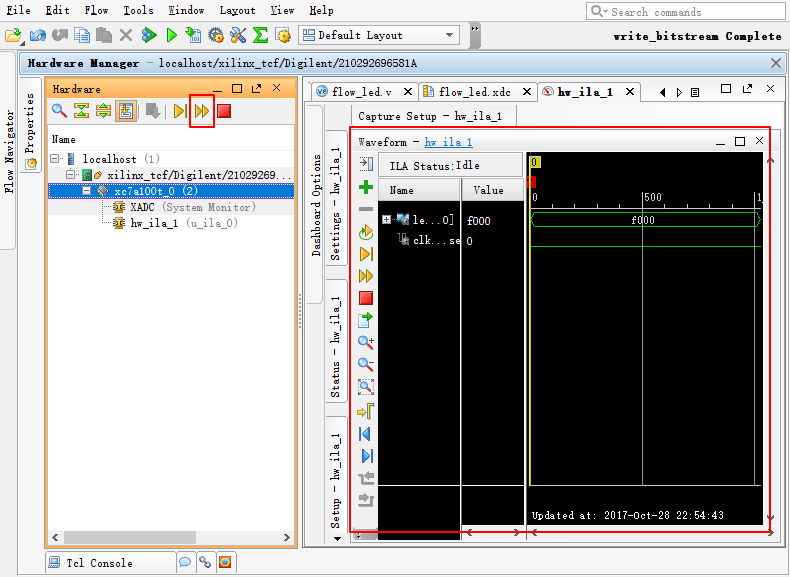 File Edit Flow Tools Window Layout View Help
Search commands
Default Layout
write_bitstream Complete
Hardware Manager - localhost/xilinx_tcf/Digilent/210292696581A
Flow Navigator
Properties
Hardware
Name
localhost (1)
xilinx_tcf/Digilent/21029269...
xc7a100t_0 (2)
XADC (System Monitor)
hw_ila_1 (u_ila_0)
flow_led.v
flow_led.xdc
hw_ila_1
Dashboard Options
Capture Setup - hw_ila_1
Settings - hw_ila_1
Status - hw_ila_1
Setup - hw_ila_1
Waveform - hw_ila_1
ILA Status:Idle
Name Value
le...0] f000
clk...se 0
0
0 500 1,
f000
Updated at: 2017-Oct-28 22:54:43
Tcl Console